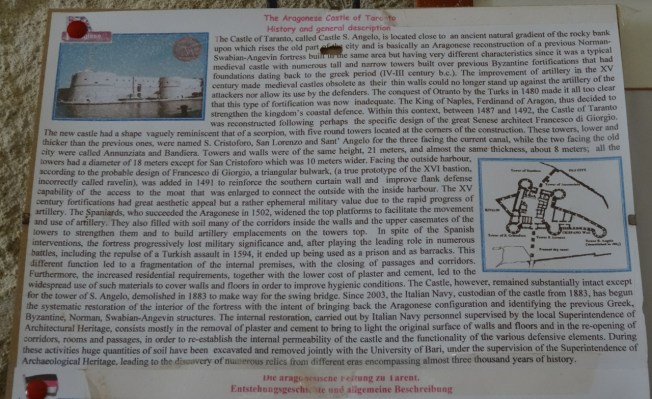 The Aragonese Castle of Taranto
History and general description
The Castle of Taranto, called Castle S. Angelo, is located close to an ancient natural gradient of the rocky bank
upon which rises the old part city and is basically an Aragonese reconstruction of a previous Norman-
Swabian-Angevin fortress built in the same area but having very different characteristics since it was a typical
medieval castle with numerous tall and narrow towers built over previous Byzantine fortifications that had
foundations dating back to the greek period (IV-III century b.c.). The improvement of artillery in the XV
century made medieval castles obsolete as their thin walls could no longer stand up against the artillery of the
attackers nor allow its use by the defenders. The conquest of Otranto by the Turks in 1480 made it all too clear
that this type of fortification was now inadequate. The King of Naples, Ferdinand of Aragon, thus decided to
strengthen the kingdom's coastal defence. Within this context, between 1487 and 1492, the Castle of Taranto
was reconstructed following perhaps the specific design of the great Senese architect Francesco di Giorgio.
The new castle had a shape vaguely reminiscent that of a scorpion, with five round towers located at the corners of the construction. These towers, lower and
thicker than the previous ones, were named S. Cristoforo, San Lorenzo and Sant' Angelo for the three facing the current canal, while the two facing the old
city were called Annunziata and Bandiera. Towers and walls were of the same height, 21 meters, and almost the same thickness, about 8 meters; all the
towers had a diameter of 18 meters except for San Cristoforo which was 10 meters wider. Facing the outside harbour,
according to the probable design of Francesco di Giorgio, a triangular bulwark, (a true prototype of the XVI bastion,
incorrectly called ravelin), was added in 1491 to reinforce the southern curtain wall and improve flank defense
capability of the access to the moat that was enlarged to connect the outside with the inside harbour. The XV
century fortifications had great aesthetic appeal but a rather ephemeral military value due to the rapid progress of
artillery. The Spaniards, who succeeded the Aragonese in 1502, widened the top platforms to facilitate the movement
and use of artillery. They also filled with soil many of the corridors inside the walls and the upper casemates of the
towers to strengthen them and to build artillery emplacements on the towers top. In spite of the Spanish
interventions, the fortress progressively lost military significance and, after playing the leading role in numerous
battles, including the repulse of a Turkish assault in 1594, it ended up being used as a prison and as barracks. This
different function led to a fragmentation of the internal premises, with the closing of passages and corridors.
Furthermore, the increased residential requirements, together with the lower cost of plaster and cement, led to the
widespread use of such materials to cover walls and floors in order to improve hygienic conditions. The Castle, however, remained substantially intact except
for the tower of S. Angelo, demolished in 1883 to make way for the swing bridge. Since 2003, the Italian Navy, custodian of the castle from 1883, has begun
the systematic restoration of the interior of the fortress with the intent of bringing back the Aragonese configuration and identifying the previous Greek,
Byzantine, Norman, Swabian-Angevin structures. The internal restoration, carried out by Italian Navy personnel supervised by the local Superintendence of
Architectural Heritage, consists mostly in the removal of plaster and cement to bring to light the original surface of walls and floors and in the re-opening of
corridors, rooms and passages, in order to re-establish the internal permeability of the castle and the functionality of the various defensive elements. During
these activities huge quantities of soil have been excavated and removed jointly with the University of Bari, under the supervision of the Superintendence of
Archaeological Heritage, leading to the discovery of numerous relics from different eras encompassing almost three thousand years of history.
Die aragonesische Festung zu Tarent.
Entstehungsgeschichte und allgemeine Beschreibung